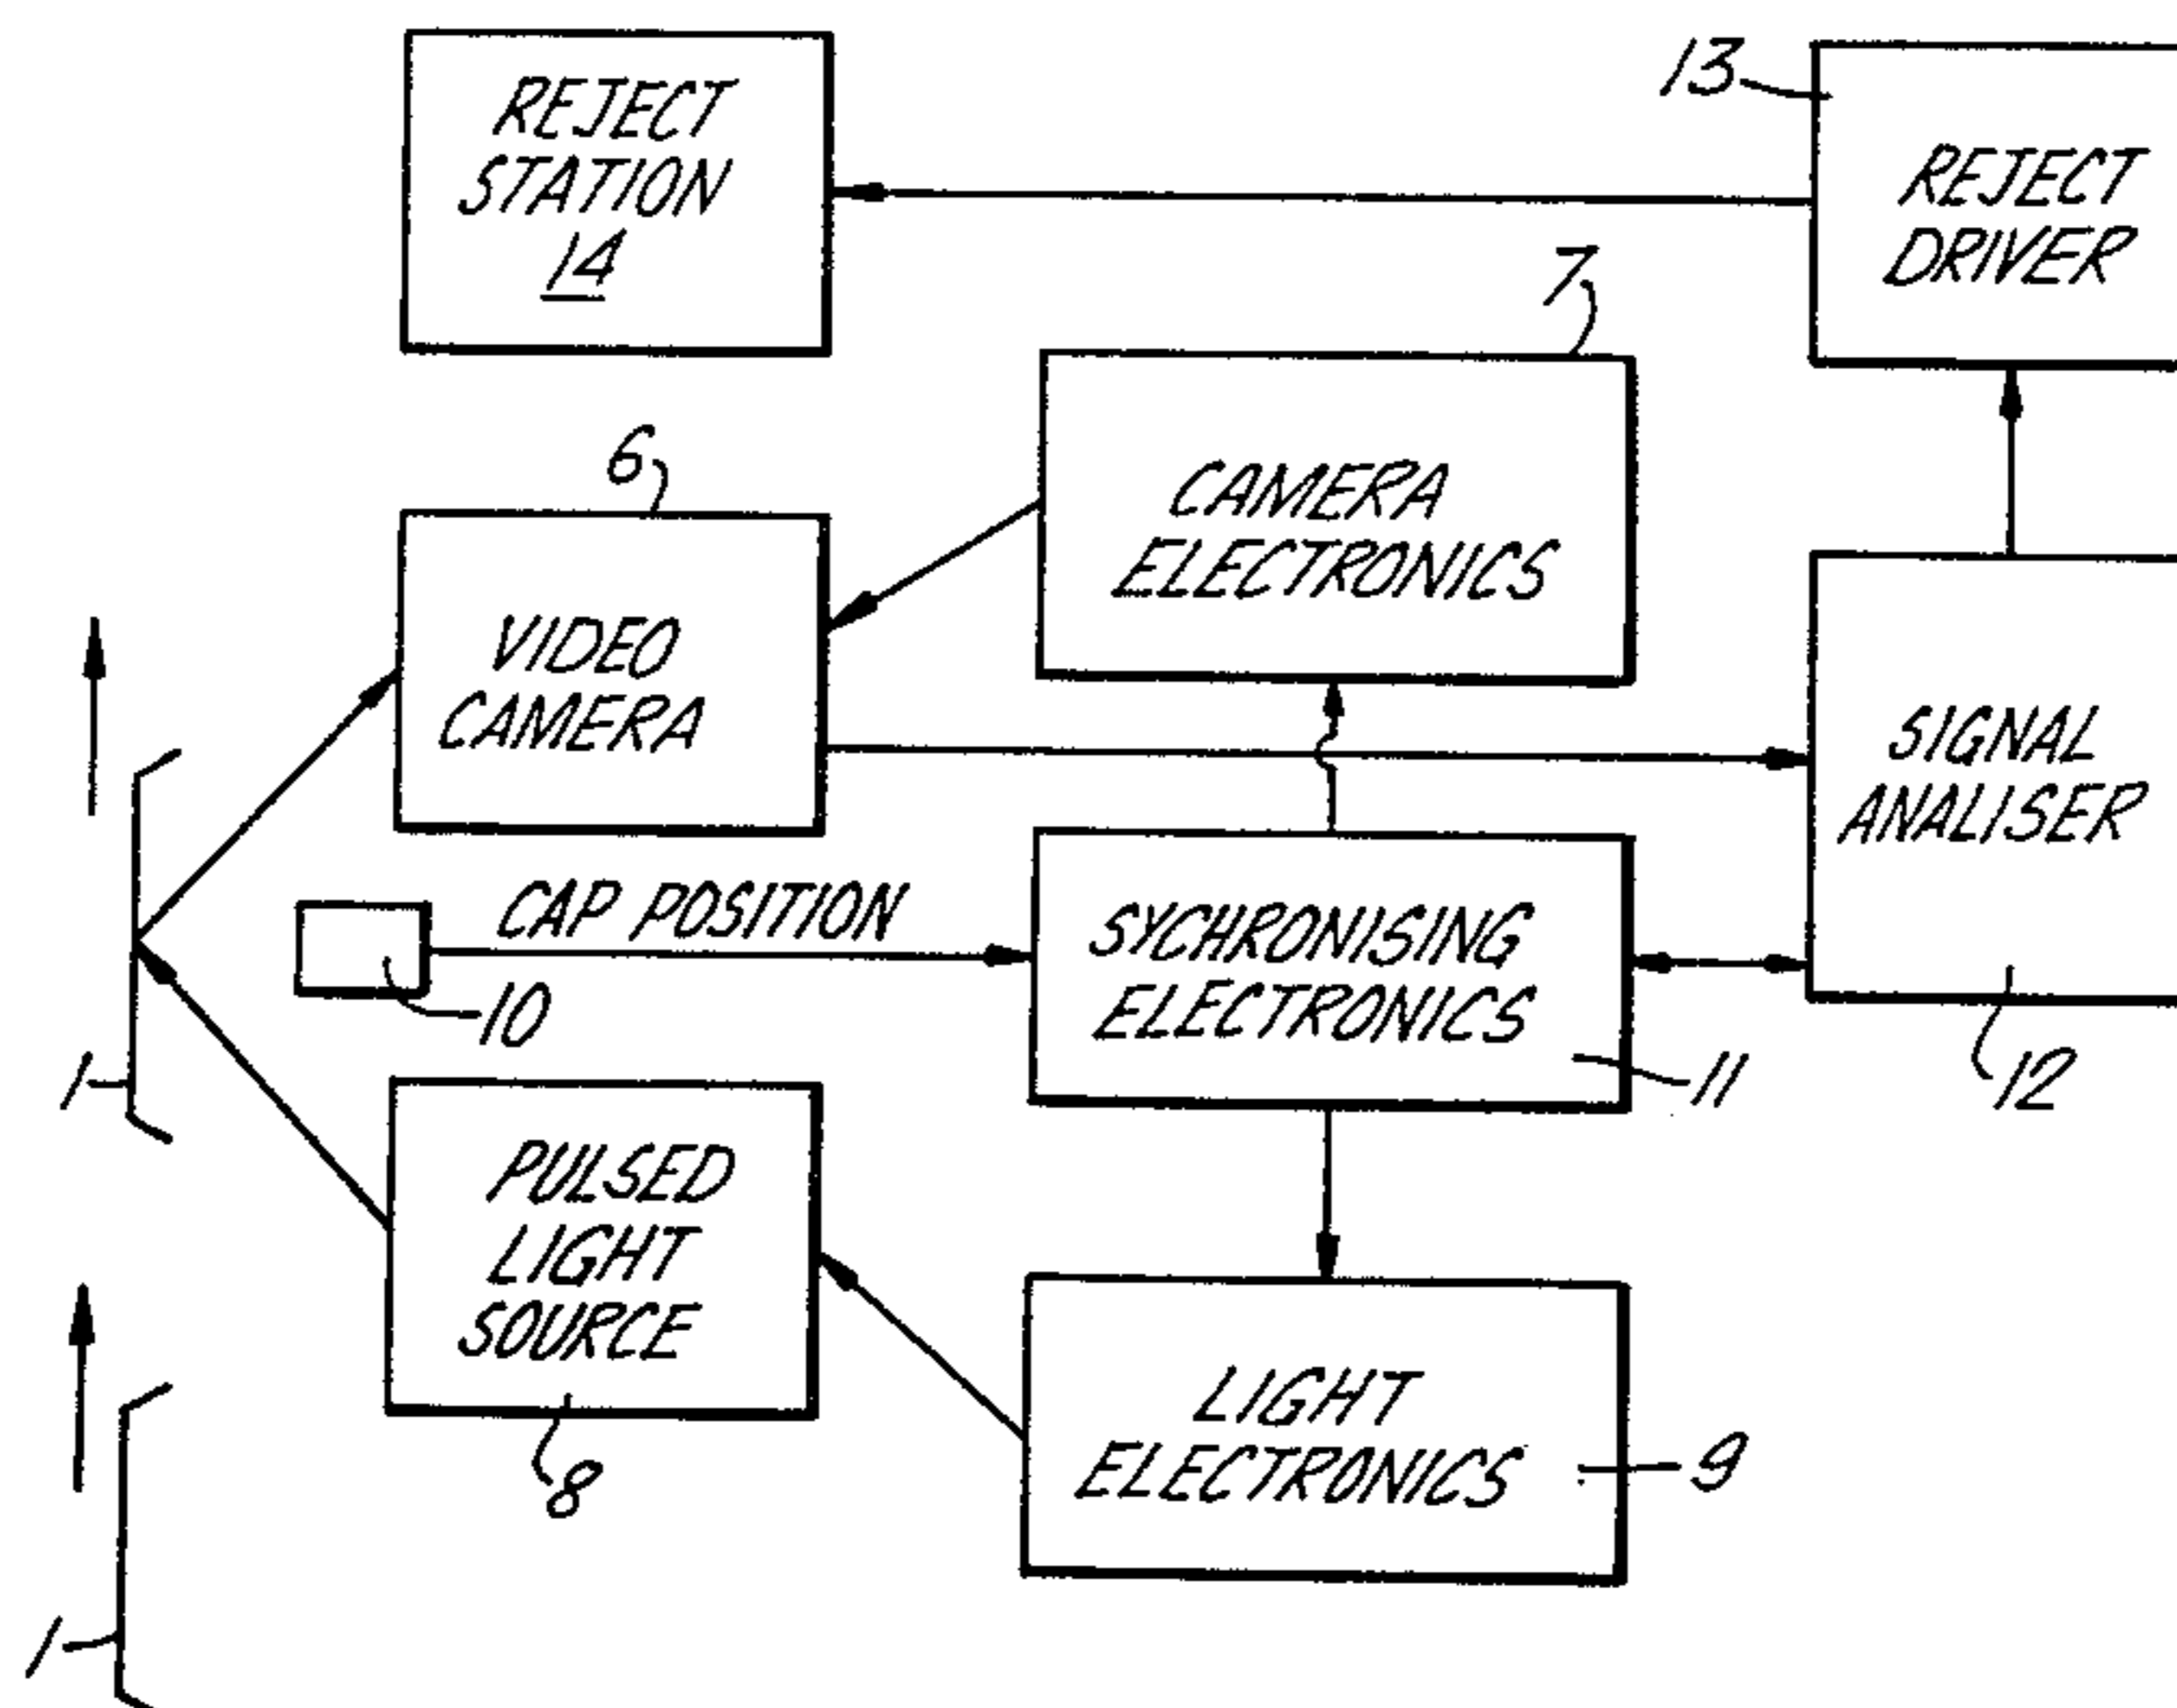 REJECT
STATION
14
13
REJECT
DRIVER
7
CAMERA
ELECTRONICS
6
VIDEO
CAMERA
SIGNAL
ANALISER
CAP POSITION
10
SYCHRONISING
ELECTRONICS
11
12
1
PULSED
LIGHT
SOURCE
8
LIGHT
ELECTRONICS
9
1